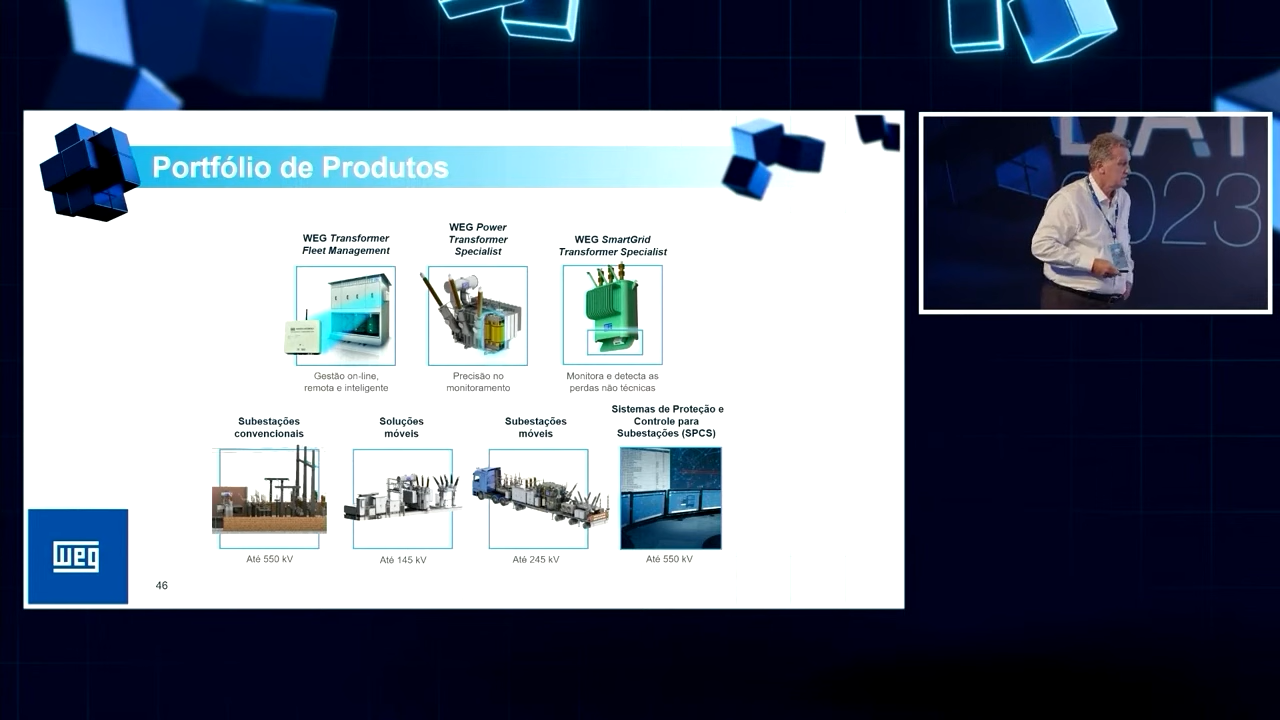 Portfólio de Produtos
WEG Transformer
Fleet Management
WEG Power
Transformer
Specialist
WEG SmartGrid
Transformer Specialist
Gestão on-line,
remota e inteligente
Precisão no
monitoramento
Monitora e detecta as
perdas não técnicas
Subestações
convencionais
Soluções
móveis
Subestações
móveis
Sistemas de Proteção e
Controle para
Subestações (SPCS)
Até 550 kV
Até 145 kV
Até 245 kV
Até 550 kV
weg
46
DAY
2023